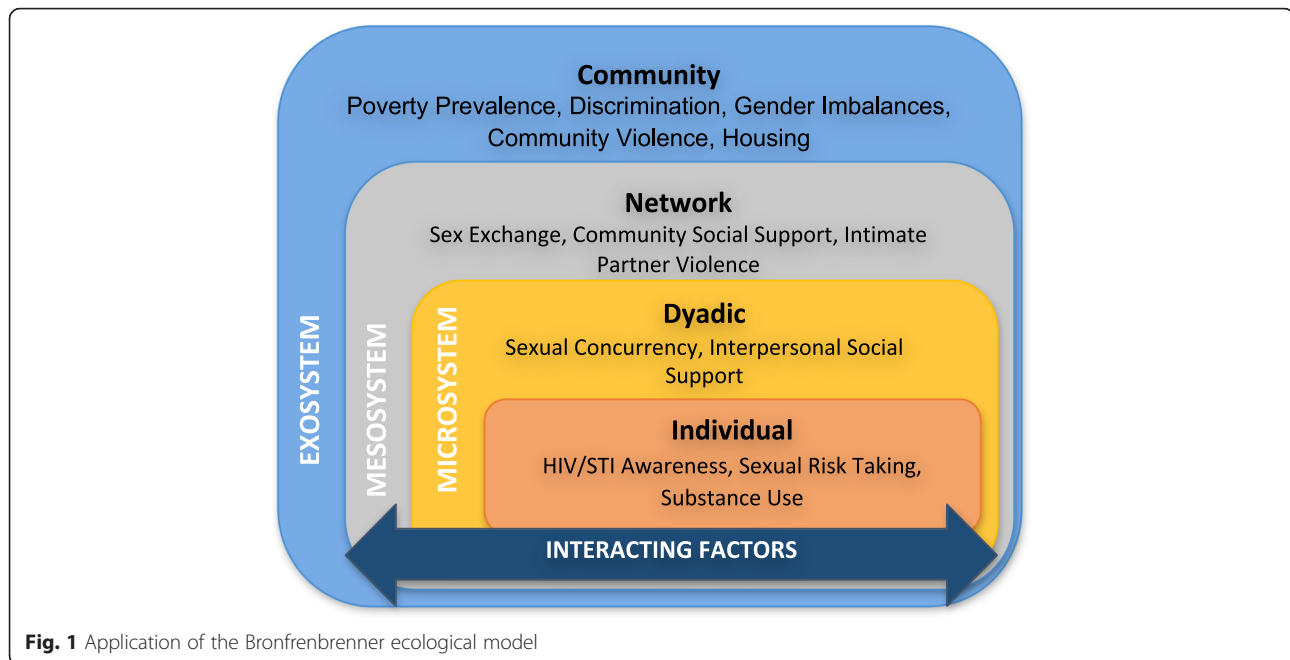 Community
Poverty Prevalence, Discrimination, Gender Imbalances,
Community Violence, Housing
Network
Sex Exchange, Community Social Support, Intimate
Partner Violence
Dyadic
Sexual Concurrency, Interpersonal Social
Support
Individual
HIV/STI Awareness, Sexual Risk Taking,
Substance Use
EXOSYSTEM
MESOSYSTEM
MICROSYSTEM
INTERACTING FACTORS
Fig. 1 Application of the Bronfrenbrenner ecological model